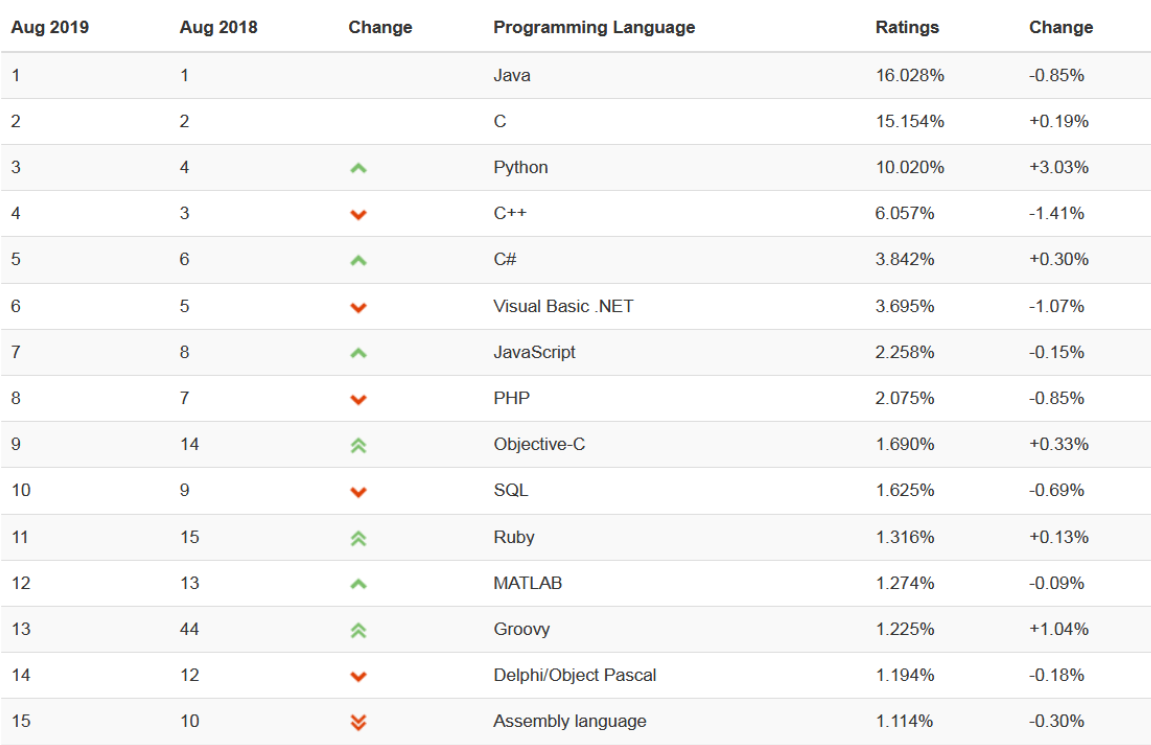 Aug 2019 Aug 2018 Change Programming Language Ratings Change
1 1 Java 16.028% -0.85%
2 2 C 15.154% +0.19%
3 4 Python 10.020% +3.03%
4 3 C++ 6.057% -1.41%
5 6 C# 3.842% +0.30%
6 5 Visual Basic .NET 3.695% -1.07%
7 8 JavaScript 2.258% -0.15%
8 7 PHP 2.075% -0.85%
9 14 Objective-C 1.690% +0.33%
10 9 SQL 1.625% -0.69%
11 15 Ruby 1.316% +0.13%
12 13 MATLAB 1.274% -0.09%
13 44 Groovy 1.225% +1.04%
14 12 Delphi/Object Pascal 1.194% -0.18%
15 10 Assembly language 1.114% -0.30%